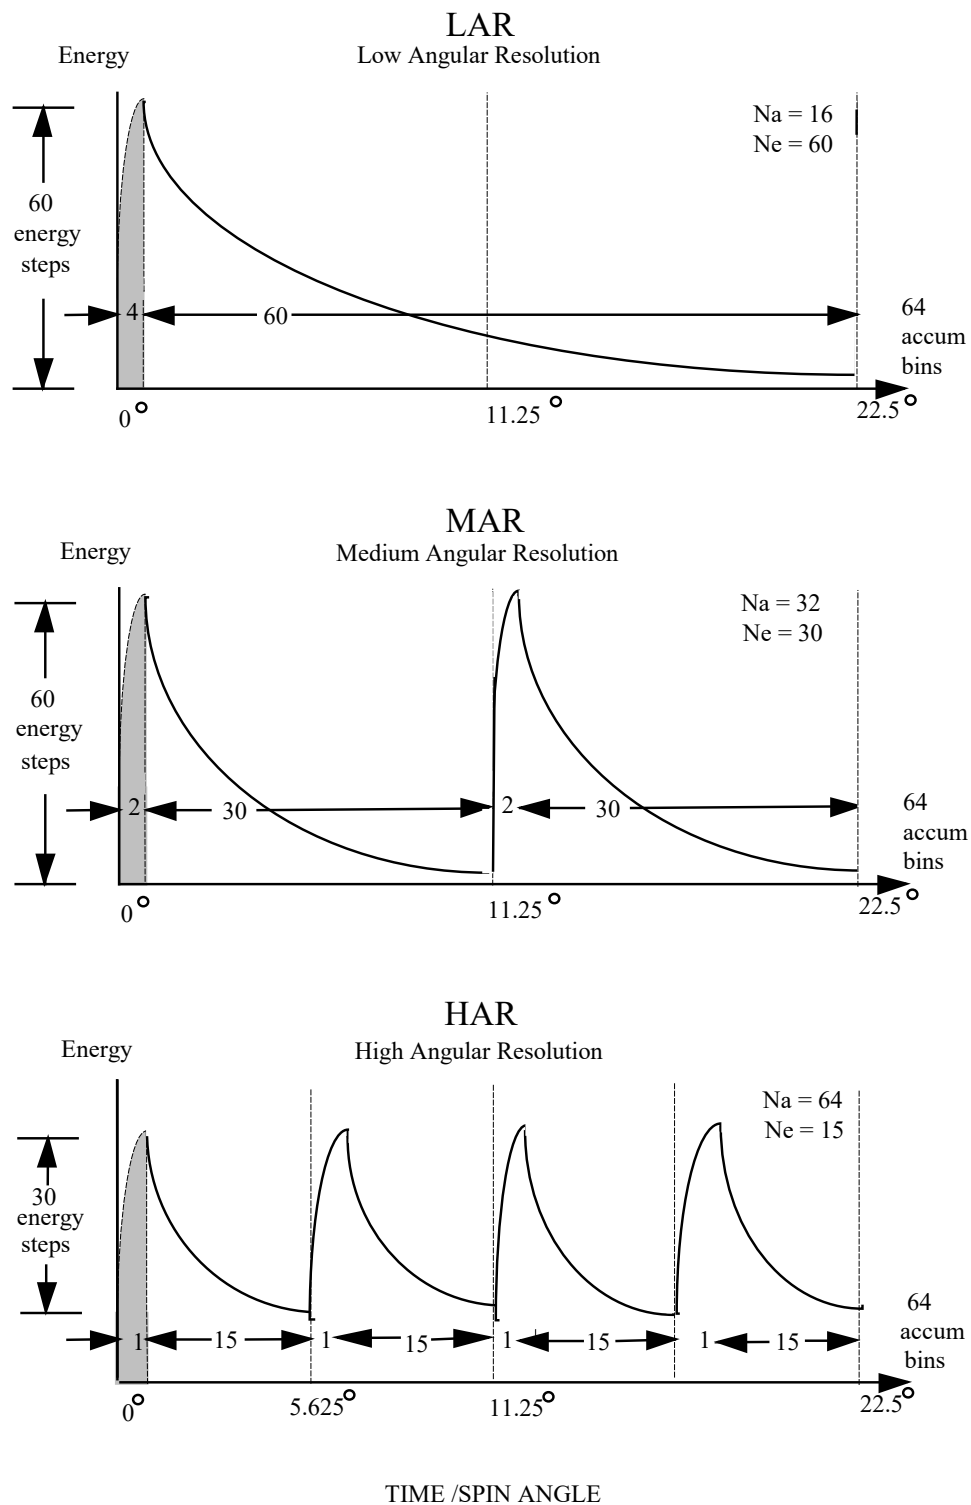 LAR
Energy
Low Angular Resolution
Na = 16
Ne = 60
60
energy
steps
4
60
64
accum
bins
0°
11.25°
22.5°
MAR
Energy
Medium Angular Resolution
Na = 32
Ne = 30
60
energy
steps
2
30
2
30
64
accum
bins
0°
11.25°
22.5°
HAR
Energy
High Angular Resolution
Na = 64
Ne = 15
30
energy
steps
1
15
1
15
1
15
1
15
64
accum
bins
0°
5.625°
11.25°
22.5°
TIME /SPIN ANGLE